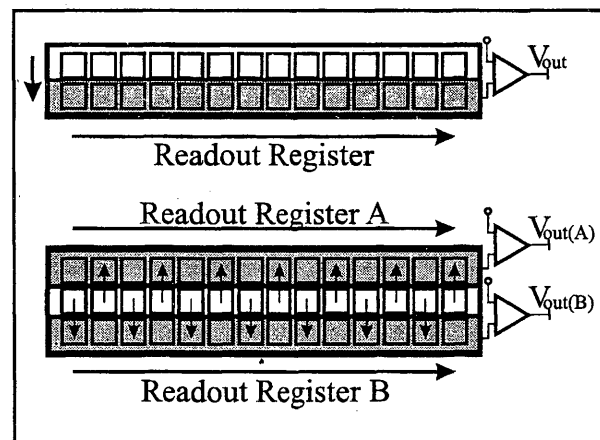 Vout
Readout Register
Readout Register A
Vout(A)
Vout(B)
Readout Register B